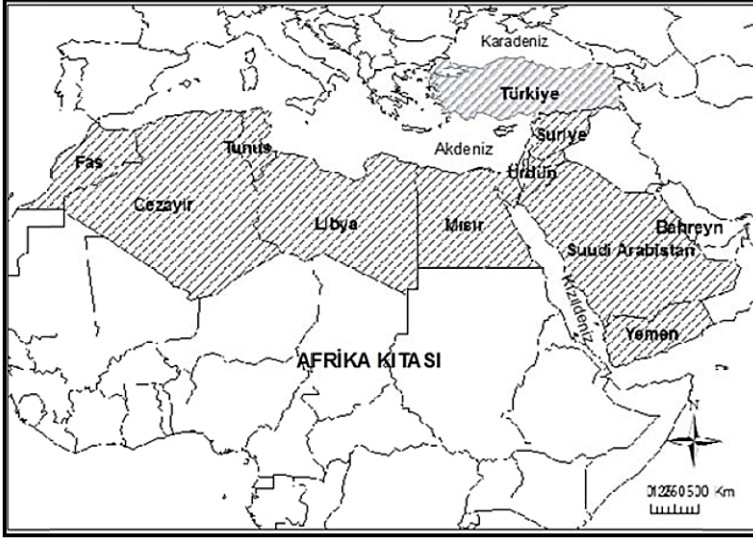 Karadeniz
Türkiye
Suriye
Tunus
Akdeniz
Fas
Ürdün
Cezayir
Libya
Mısır
Bahreyn
Suudi Arabistan
Kızıldeniz
Yemen
AFRİKA KITASI
N
500 Km